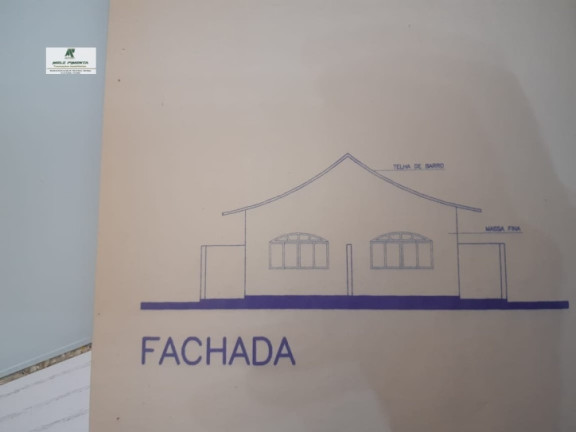 TELHA DE BARRO
MASSA FINA
FACHADA